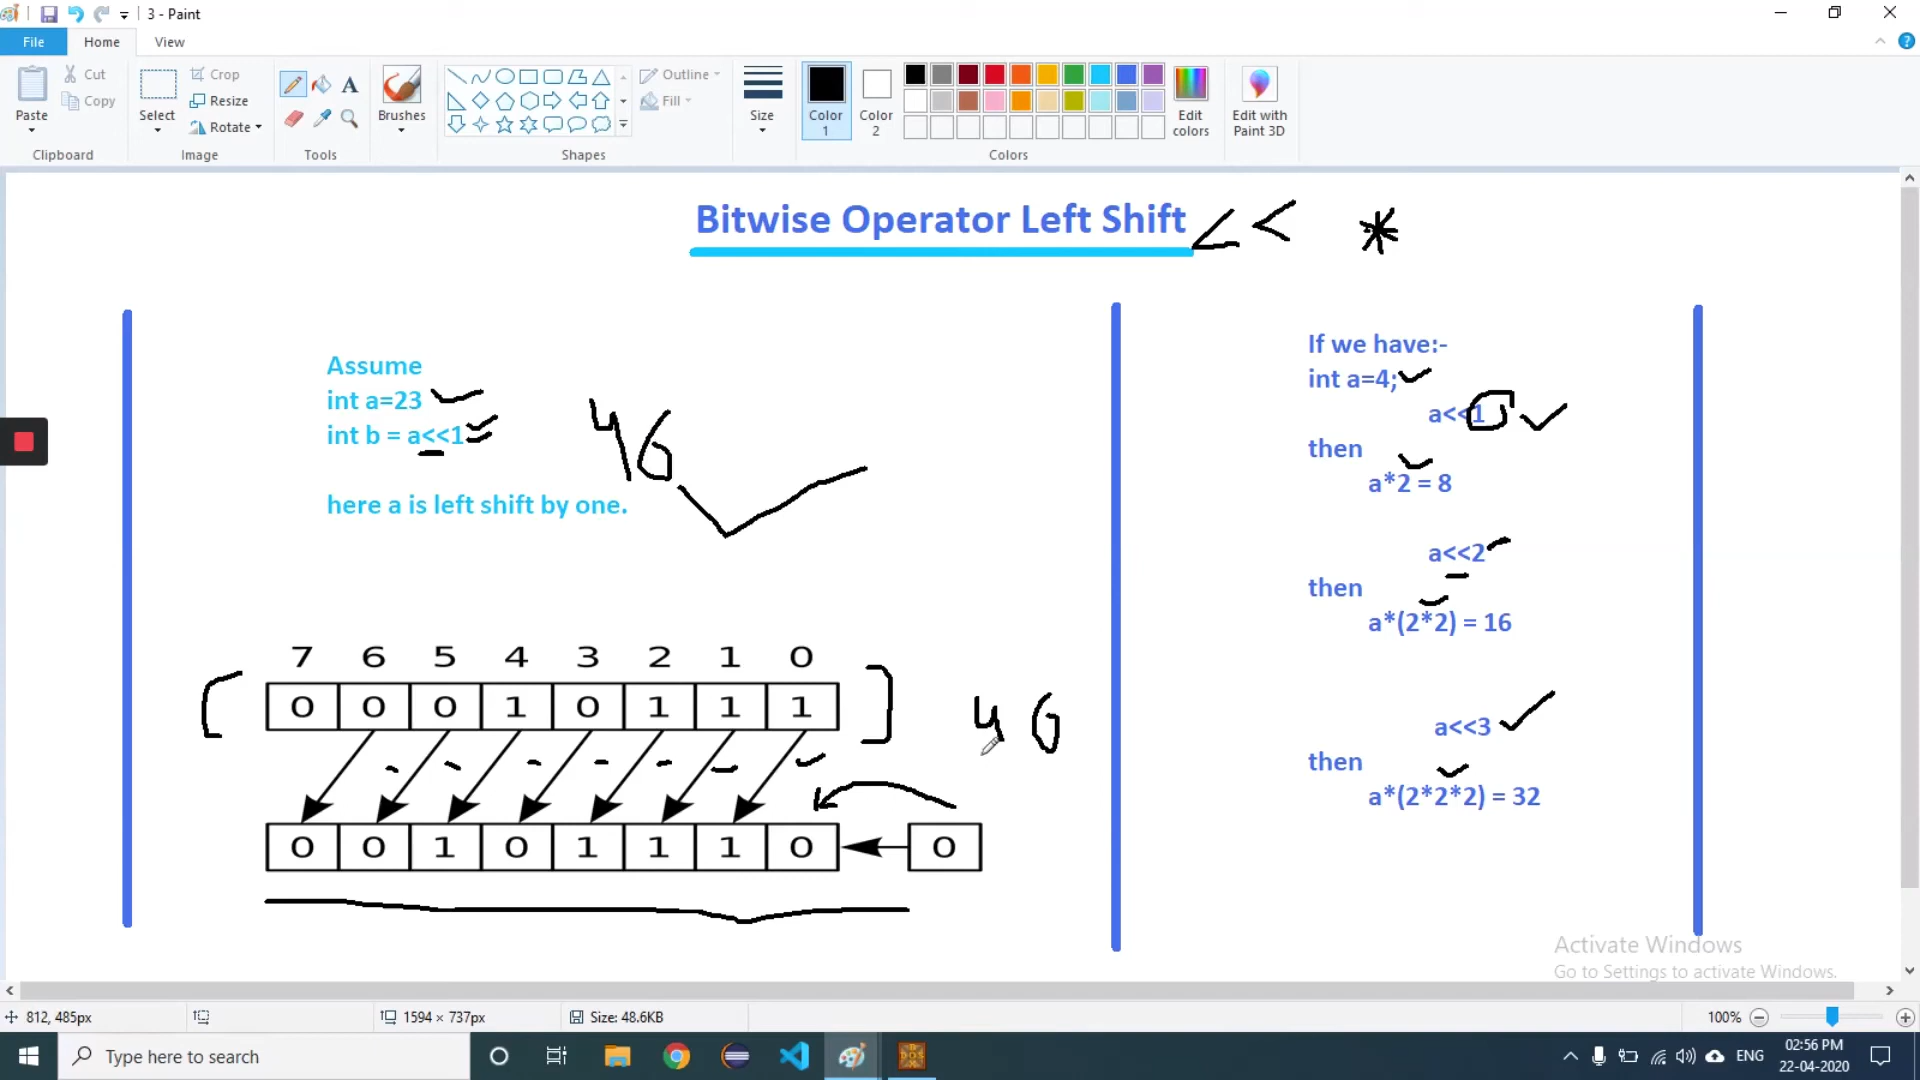 3 - Paint
File Home View
Paste
Cut
Copy
Clipboard
Select
Crop
Resize
Rotate
Image
A
Tools
Brushes
Shapes
Outline
Fill
Size
Color 1
Color 2
Edit colors
Colors
Edit with Paint 3D
Bitwise Operator Left Shift << *
Assume
int a=23
int b = a<<1
46
here a is left shift by one.
7 6 5 4 3 2 1 0
0 0 0 1 0 1 1 1
46
0 0 1 0 1 1 1 0 0
If we have:-
int a=4;
a<<1
then
a*2 = 8
a<<2
then
a*(2*2) = 16
a<<3
then
a*(2*2*2) = 32
Activate Windows
Go to Settings to activate Windows.
812, 485px
1594 × 737px
Size: 48.6KB
100%
Type here to search
DOS
ENG
02:56 PM
22-04-2020